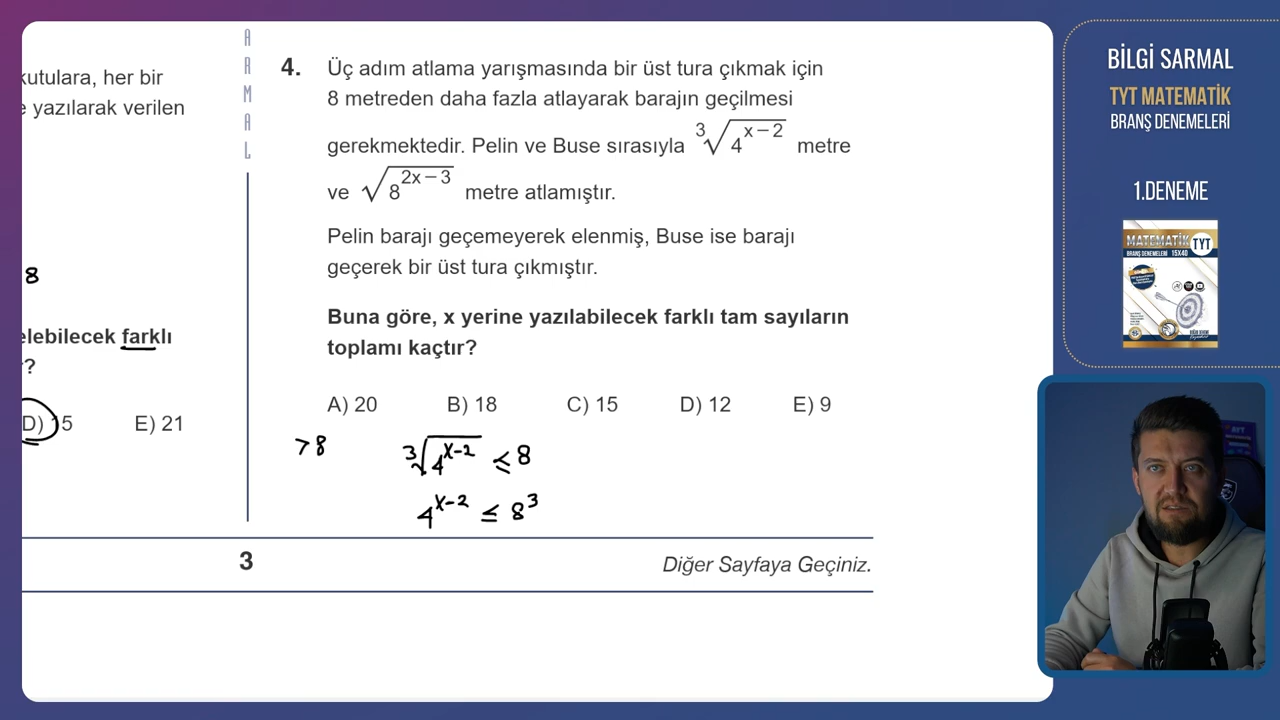 kutulara, her bir
e yazılarak verilen
8
elebilecek farklı
?
D) 15 E) 21
A
R
M
A
L
4. Üç adım atlama yarışmasında bir üst tura çıkmak için
8 metreden daha fazla atlayarak barajın geçilmesi
gerekmektedir. Pelin ve Buse sırasıyla ∛(4^(x−2)) metre
ve √(8^(2x−3)) metre atlamıştır.
Pelin barajı geçemeyerek elenmiş, Buse ise barajı
geçerek bir üst tura çıkmıştır.
Buna göre, x yerine yazılabilecek farklı tam sayıların
toplamı kaçtır?
A) 20 B) 18 C) 15 D) 12 E) 9
>8 ∛(4^(x-2)) ≤ 8
4^(x-2) ≤ 8^3
3 Diğer Sayfaya Geçiniz.
BİLGİ SARMAL
TYT MATEMATİK
BRANŞ DENEMELERİ
1.DENEME
MATEMATİK TYT
BRANŞ DENEMELERİ 15X40